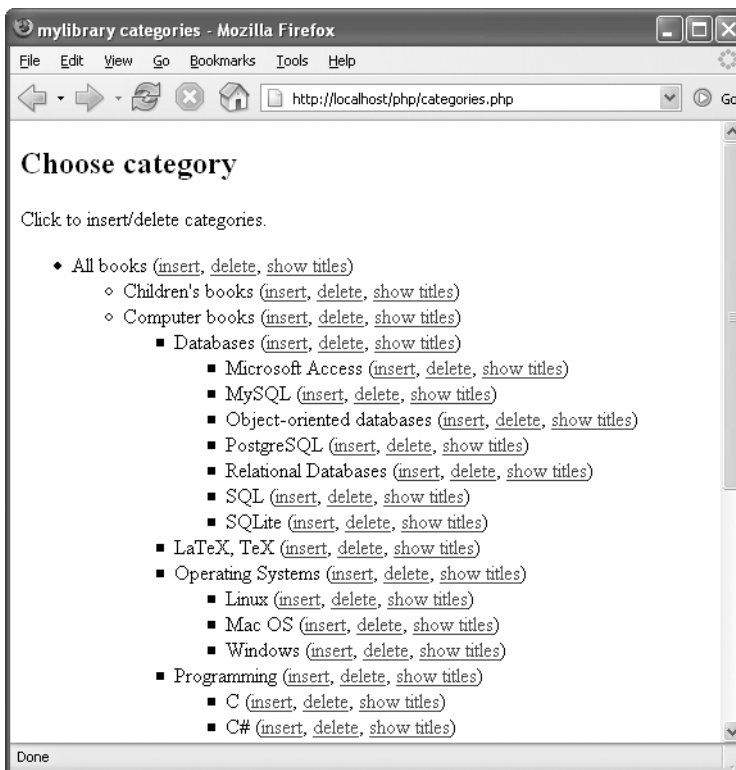 mylibrary categories - Mozilla Firefox
File Edit View Go Bookmarks Tools Help
http://localhost/php/categories.php
Choose category
Click to insert/delete categories.
All books (insert, delete, show titles)
Children's books (insert, delete, show titles)
Computer books (insert, delete, show titles)
Databases (insert, delete, show titles)
Microsoft Access (insert, delete, show titles)
MySQL (insert, delete, show titles)
Object-oriented databases (insert, delete, show titles)
PostgreSQL (insert, delete, show titles)
Relational Databases (insert, delete, show titles)
SQL (insert, delete, show titles)
SQLite (insert, delete, show titles)
LaTeX, TeX (insert, delete, show titles)
Operating Systems (insert, delete, show titles)
Linux (insert, delete, show titles)
Mac OS (insert, delete, show titles)
Windows (insert, delete, show titles)
Programming (insert, delete, show titles)
C (insert, delete, show titles)
C# (insert, delete, show titles)
Done